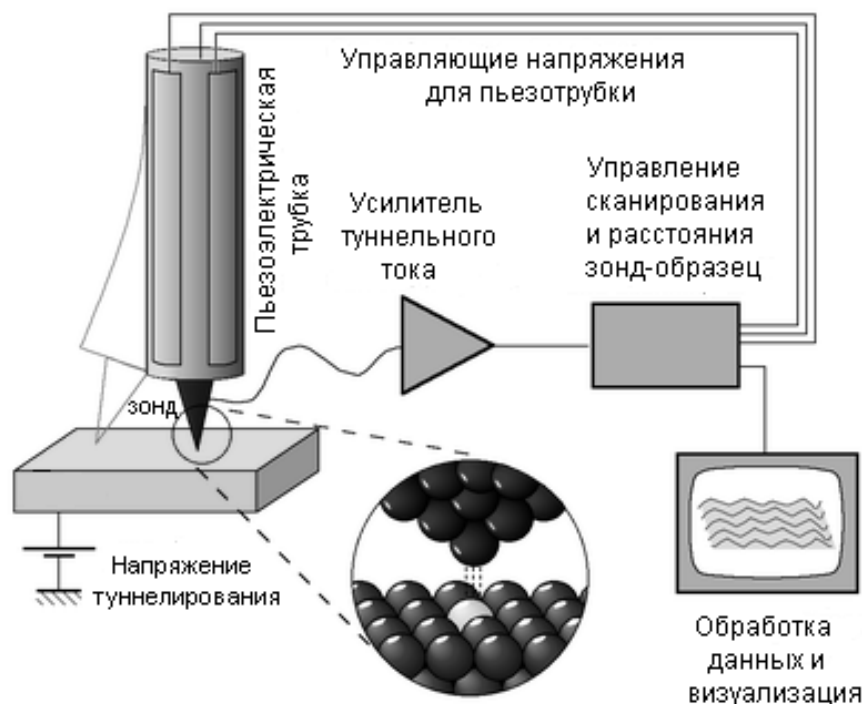 Управляющие напряжения
для пьезотрубки
Пьезоэлектрическая
трубка
Усилитель
туннельного
тока
Управление
сканирования
и расстояния
зонд-образец
зонд
Напряжение
туннелирования
Обработка
данных и
визуализация